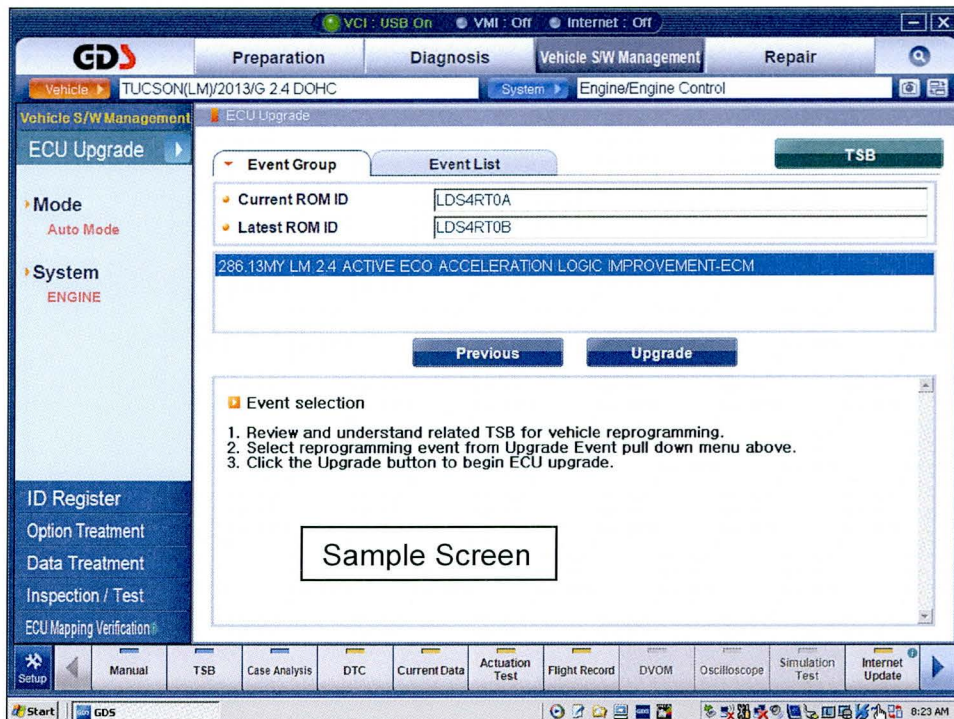 VCI : USB On VMI : Off Internet : Off
GDS Preparation Diagnosis Vehicle S/W Management Repair
Vehicle TUCSON(LM)/2013/G 2.4 DOHC System Engine/Engine Control
Vehicle S/W Management
ECU Upgrade
ECU Upgrade
Mode
Auto Mode
System
ENGINE
Event Group Event List TSB
Current ROM ID LDS4RT0A
Latest ROM ID LDS4RT0B
286.13MY LM 2.4 ACTIVE ECO ACCELERATION LOGIC IMPROVEMENT-ECM
Previous Upgrade
Event selection
1. Review and understand related TSB for vehicle reprogramming.
2. Select reprogramming event from Upgrade Event pull down menu above.
3. Click the Upgrade button to begin ECU upgrade.
Sample Screen
ID Register
Option Treatment
Data Treatment
Inspection / Test
ECU Mapping Verification
Setup Manual TSB Case Analysis DTC Current Data Actuation Test Flight Record DVOM Oscilloscope Simulation Test Internet Update
Start GDS 8:23 AM